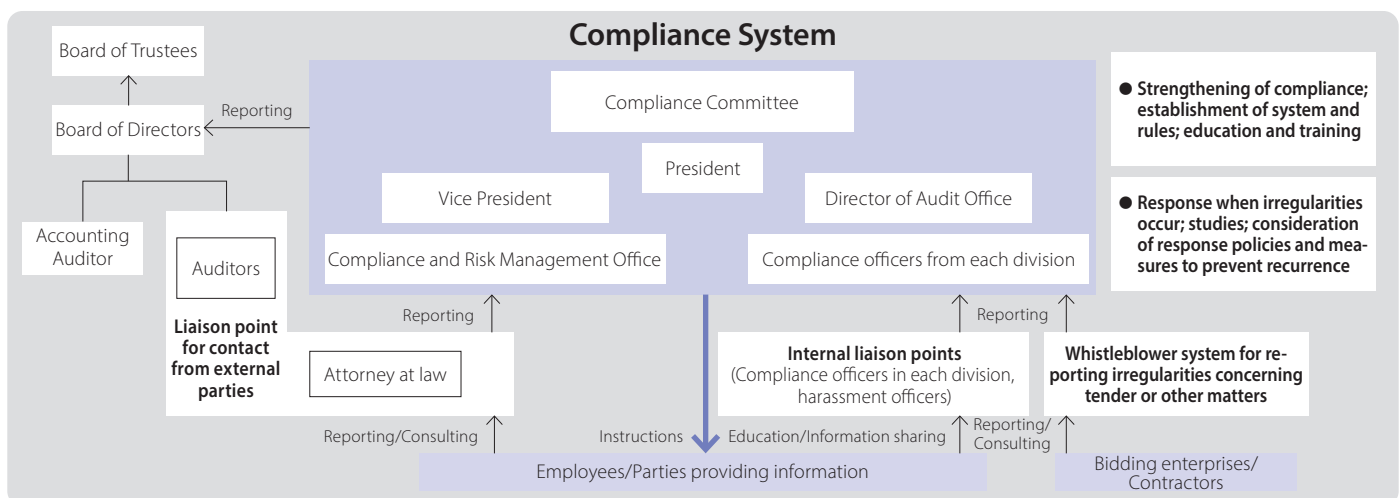 Compliance System
Board of Trustees
Reporting
Board of Directors
Accounting
Auditor
Auditors
Liaison point
for contact
from external
parties
Attorney at law
Compliance Committee
President
Vice President
Director of Audit Office
Compliance and Risk Management Office
Compliance officers from each division
● Strengthening of compliance;
establishment of system and
rules; education and training
● Response when irregularities
occur; studies; consideration
of response policies and mea-
sures to prevent recurrence
Reporting
Reporting
Internal liaison points
(Compliance officers in each division,
harassment officers)
Whistleblower system for re-
porting irregularities concerning
tender or other matters
Reporting/Consulting
Instructions
Education/Information sharing
Reporting/
Consulting
Employees/Parties providing information
Bidding enterprises/
Contractors